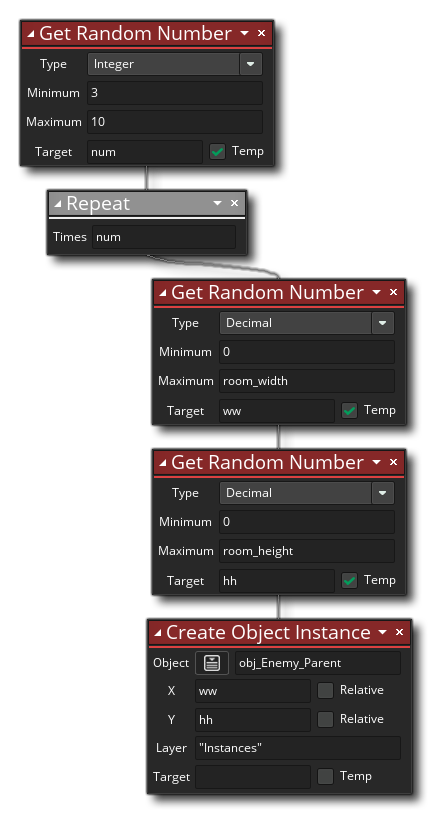 Get Random Number
Type Integer
Minimum 3
Maximum 10
Target num Temp
Repeat
Times num
Get Random Number
Type Decimal
Minimum 0
Maximum room_width
Target ww Temp
Get Random Number
Type Decimal
Minimum 0
Maximum room_height
Target hh Temp
Create Object Instance
Object obj_Enemy_Parent
X ww Relative
Y hh Relative
Layer "Instances"
Target Temp